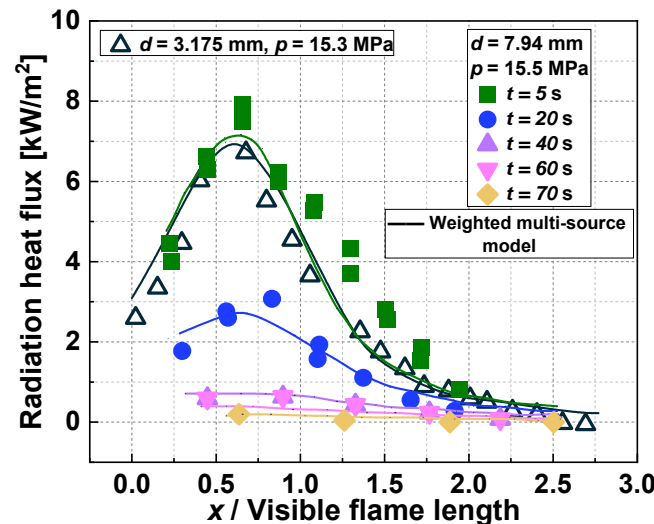 d = 3.175 mm, p = 15.3 MPa
d = 7.94 mm
p = 15.5 MPa
t = 5 s
t = 20 s
t = 40 s
t = 60 s
t = 70 s
Weighted multi-source
model
Radiation heat flux [kW/m²]
10
8
6
4
2
0
0.0 0.5 1.0 1.5 2.0 2.5 3.0
x / Visible flame length